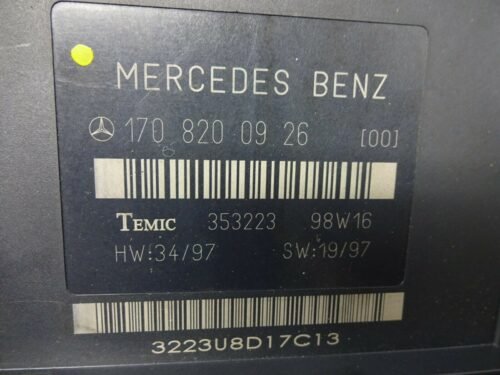 MERCEDES BENZ
170 820 09 26 [00]
TEMIC 353223 98W16
HW:34/97 SW:19/97
3223U8D17C13